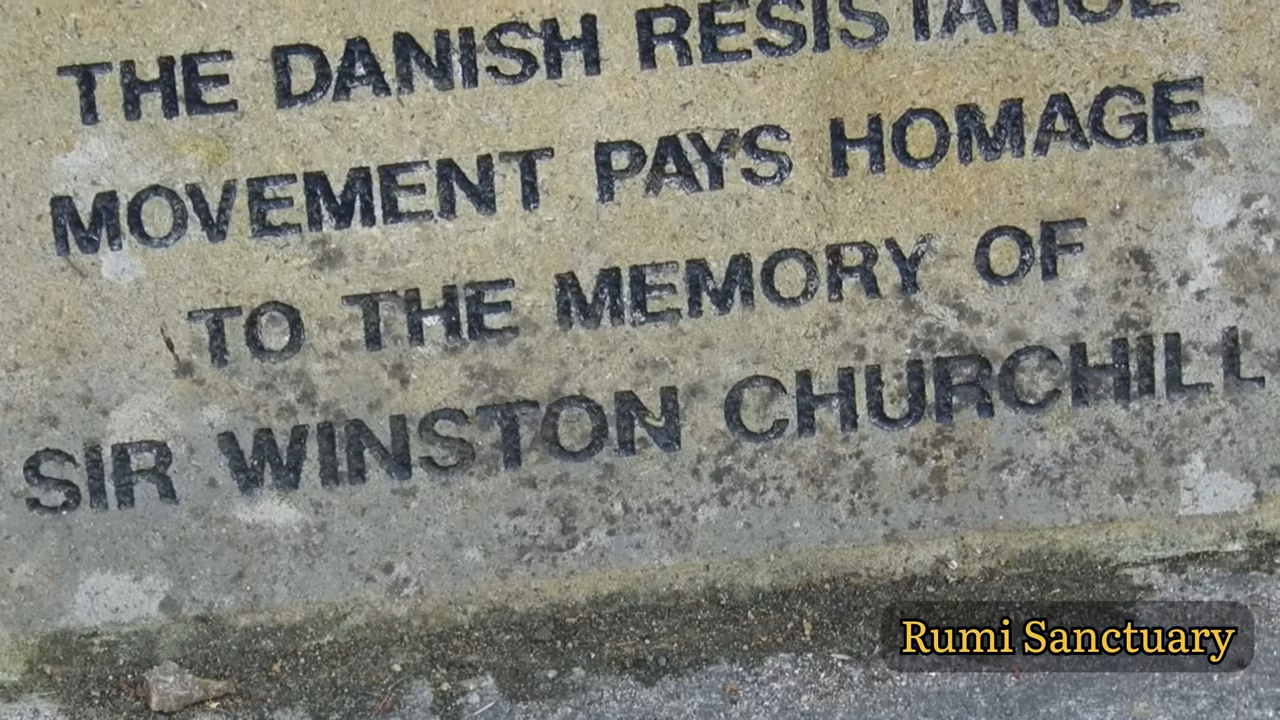 THE DANISH RESISTANCE
MOVEMENT PAYS HOMAGE
TO THE MEMORY OF
SIR WINSTON CHURCHILL
Rumi Sanctuary